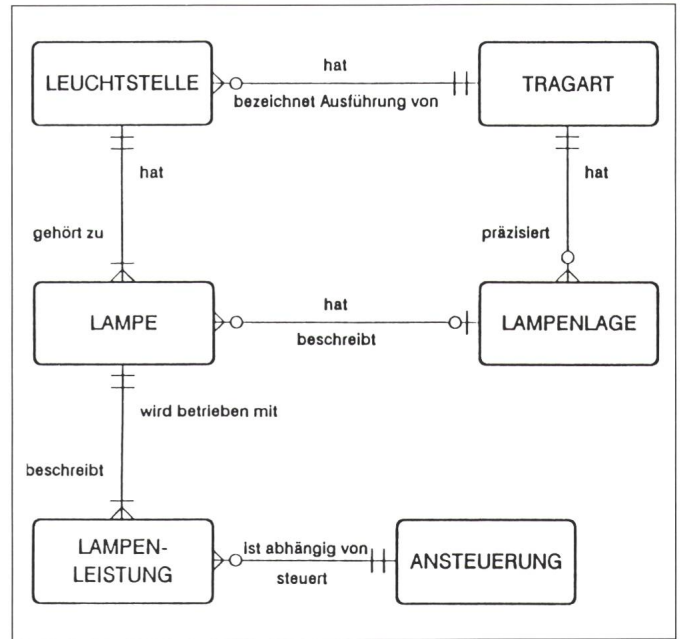 hat
LEUCHTSTELLE
TRAGART
bezeichnet Ausführung von
hat
hat
gehört zu
präzisiert
LAMPE
hat
LAMPENLAGE
beschreibt
wird betrieben mit
beschreibt
LAMPEN-
LEISTUNG
ist abhängig von
ANSTEUERUNG
steuert